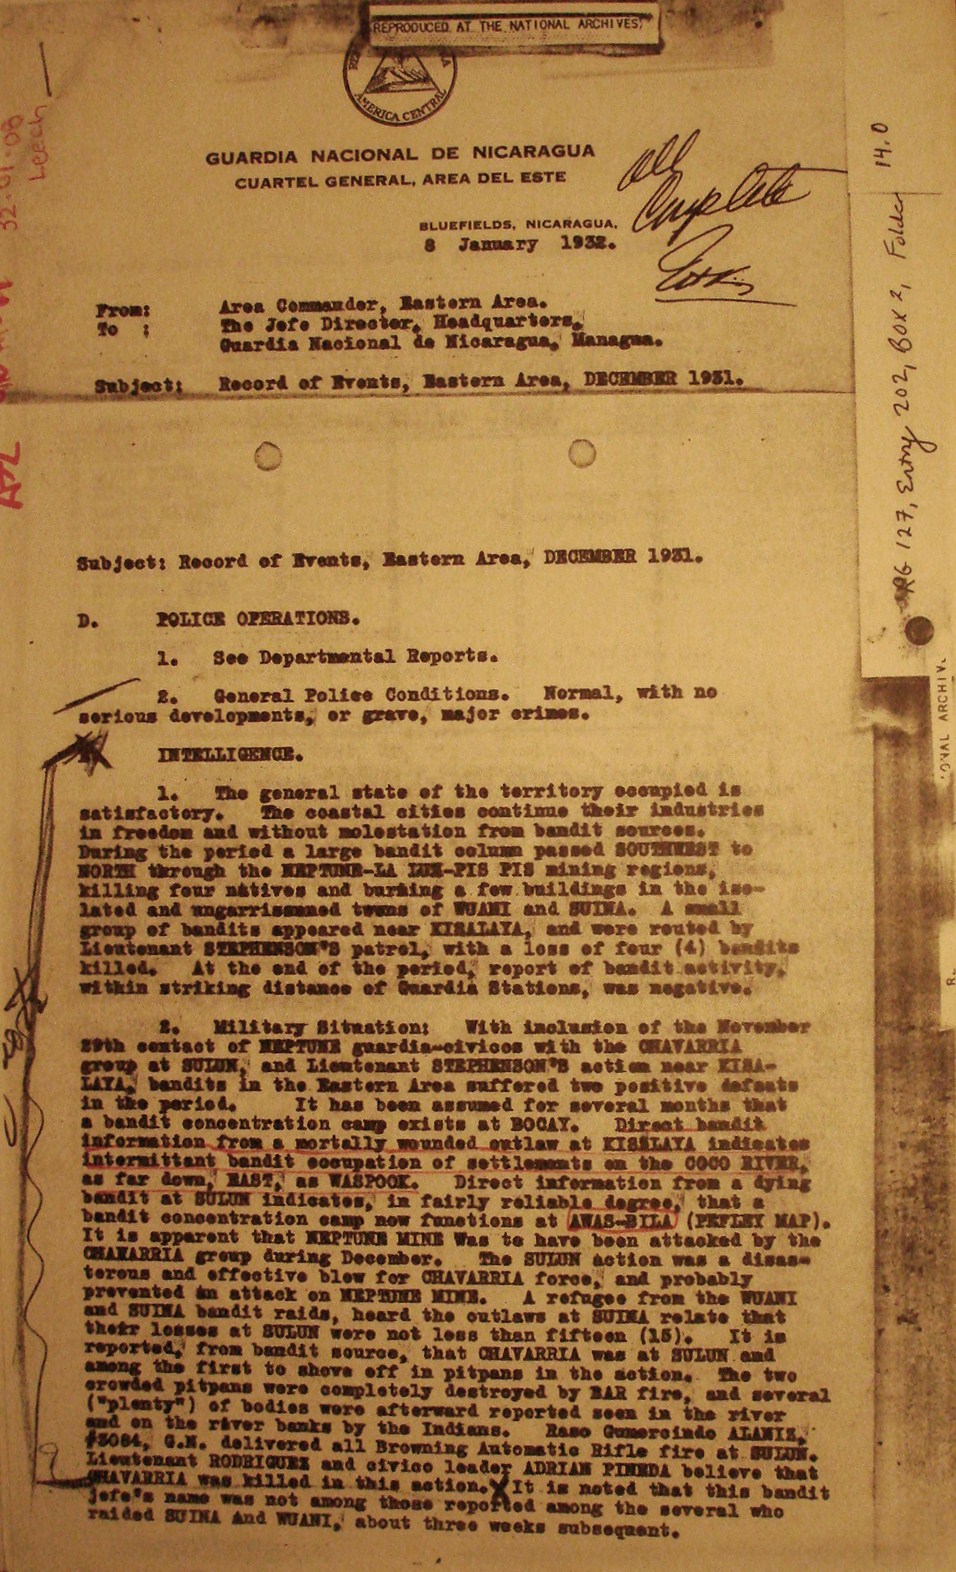 REPRODUCED AT THE NATIONAL ARCHIVES
AMERICA CENTRAL
GUARDIA NACIONAL DE NICARAGUA
CUARTEL GENERAL, AREA DEL ESTE
BLUEFIELDS, NICARAGUA,
8 January 1932.
Complete
32.01.08
Leech
RG 127, Entry 202, Box 2, Folder 14.0
From: Area Commander, Eastern Area.
To : The Jefe Director, Headquarters,
Guardia Nacional de Nicaragua, Managua.
Subject: Record of Events, Eastern Area, DECEMBER 1931.
Subject: Record of Events, Eastern Area, DECEMBER 1931.
D. POLICE OPERATIONS.
1. See Departmental Reports.
2. General Police Conditions. Normal, with no
serious developments, or grave, major crimes.
INTELLIGENCE.
1. The general state of the territory occupied is
satisfactory. The coastal cities continue their industries
in freedom and without molestation from bandit sources.
During the period a large bandit column passed SOUTHWEST to
NORTH through the NEPTUNE-LA LUZ-PIS PIS mining regions,
killing four natives and burning a few buildings in the iso-
lated and ungarrisoned towns of WUANI and SUINA. A small
group of bandits appeared near KISALAYA, and were routed by
Lieutenant STEPHENSON'S patrol, with a loss of four (4) bandits
killed. At the end of the period, report of bandit activity,
within striking distance of Guardia Stations, was negative.
2. Military Situation: With inclusion of the November
29th contact of NEPTUNE guardia-civicos with the CHAVARRIA
group at SULUN, and Lieutenant STEPHENSON'S action near KISA-
LAYA, bandits in the Eastern Area suffered two positive defeats
in the period. It has been assumed for several months that
a bandit concentration camp exists at BOCAY. Direct bandit
information from a mortally wounded outlaw at KISALAYA indicates
intermittant bandit occupation of settlements on the COCO RIVER,
as far down, EAST, as WASPOOK. Direct information from a dying
bandit at SULUN indicates, in fairly reliable degree, that a
bandit concentration camp now functions at AWAS-BILA (PEFLEY MAP).
It is apparent that NEPTUNE MINE Was to have been attacked by the
CHAVARRIA group during December. The SULUN action was a disas-
terous and effective blow for CHAVARRIA force, and probably
prevented an attack on NEPTUNE MINE. A refugee from the WUANI
and SUINA bandit raids, heard the outlaws at SUINA relate that
their losses at SULUN were not less than fifteen (15). It is
reported, from bandit source, that CHAVARRIA was at SULUN and
among the first to shove off in pitpans in the action. The two
crowded pitpans were completely destroyed by BAR fire, and several
("plenty") of bodies were afterward reported seen in the river
and on the river banks by the Indians. Raso Gumercindo ALANIZ,
#3084, G.N. delivered all Browning Automatic Rifle fire at SULUN.
Lieutenant RODRIGUEZ and civico leader ADRIAN PINEDA believe that
CHAVARRIA was killed in this action. It is noted that this bandit
jefe's name was not among those reported among the several who
raided SUINA And WUANI, about three weeks subsequent.